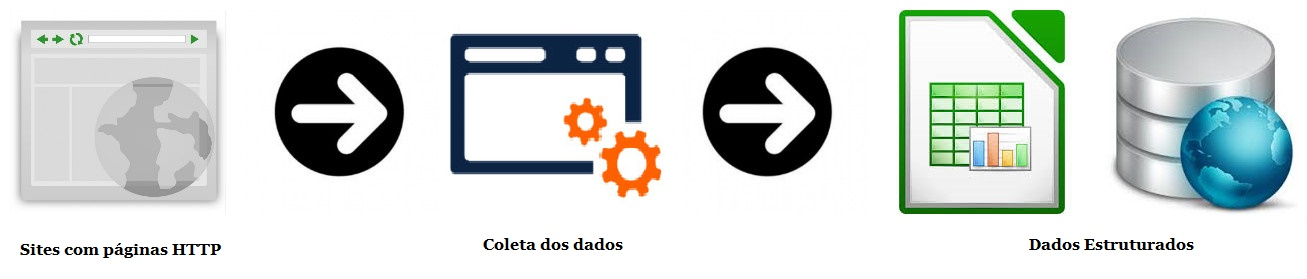 Sites com páginas HTTP
Coleta dos dados
Dados Estruturados